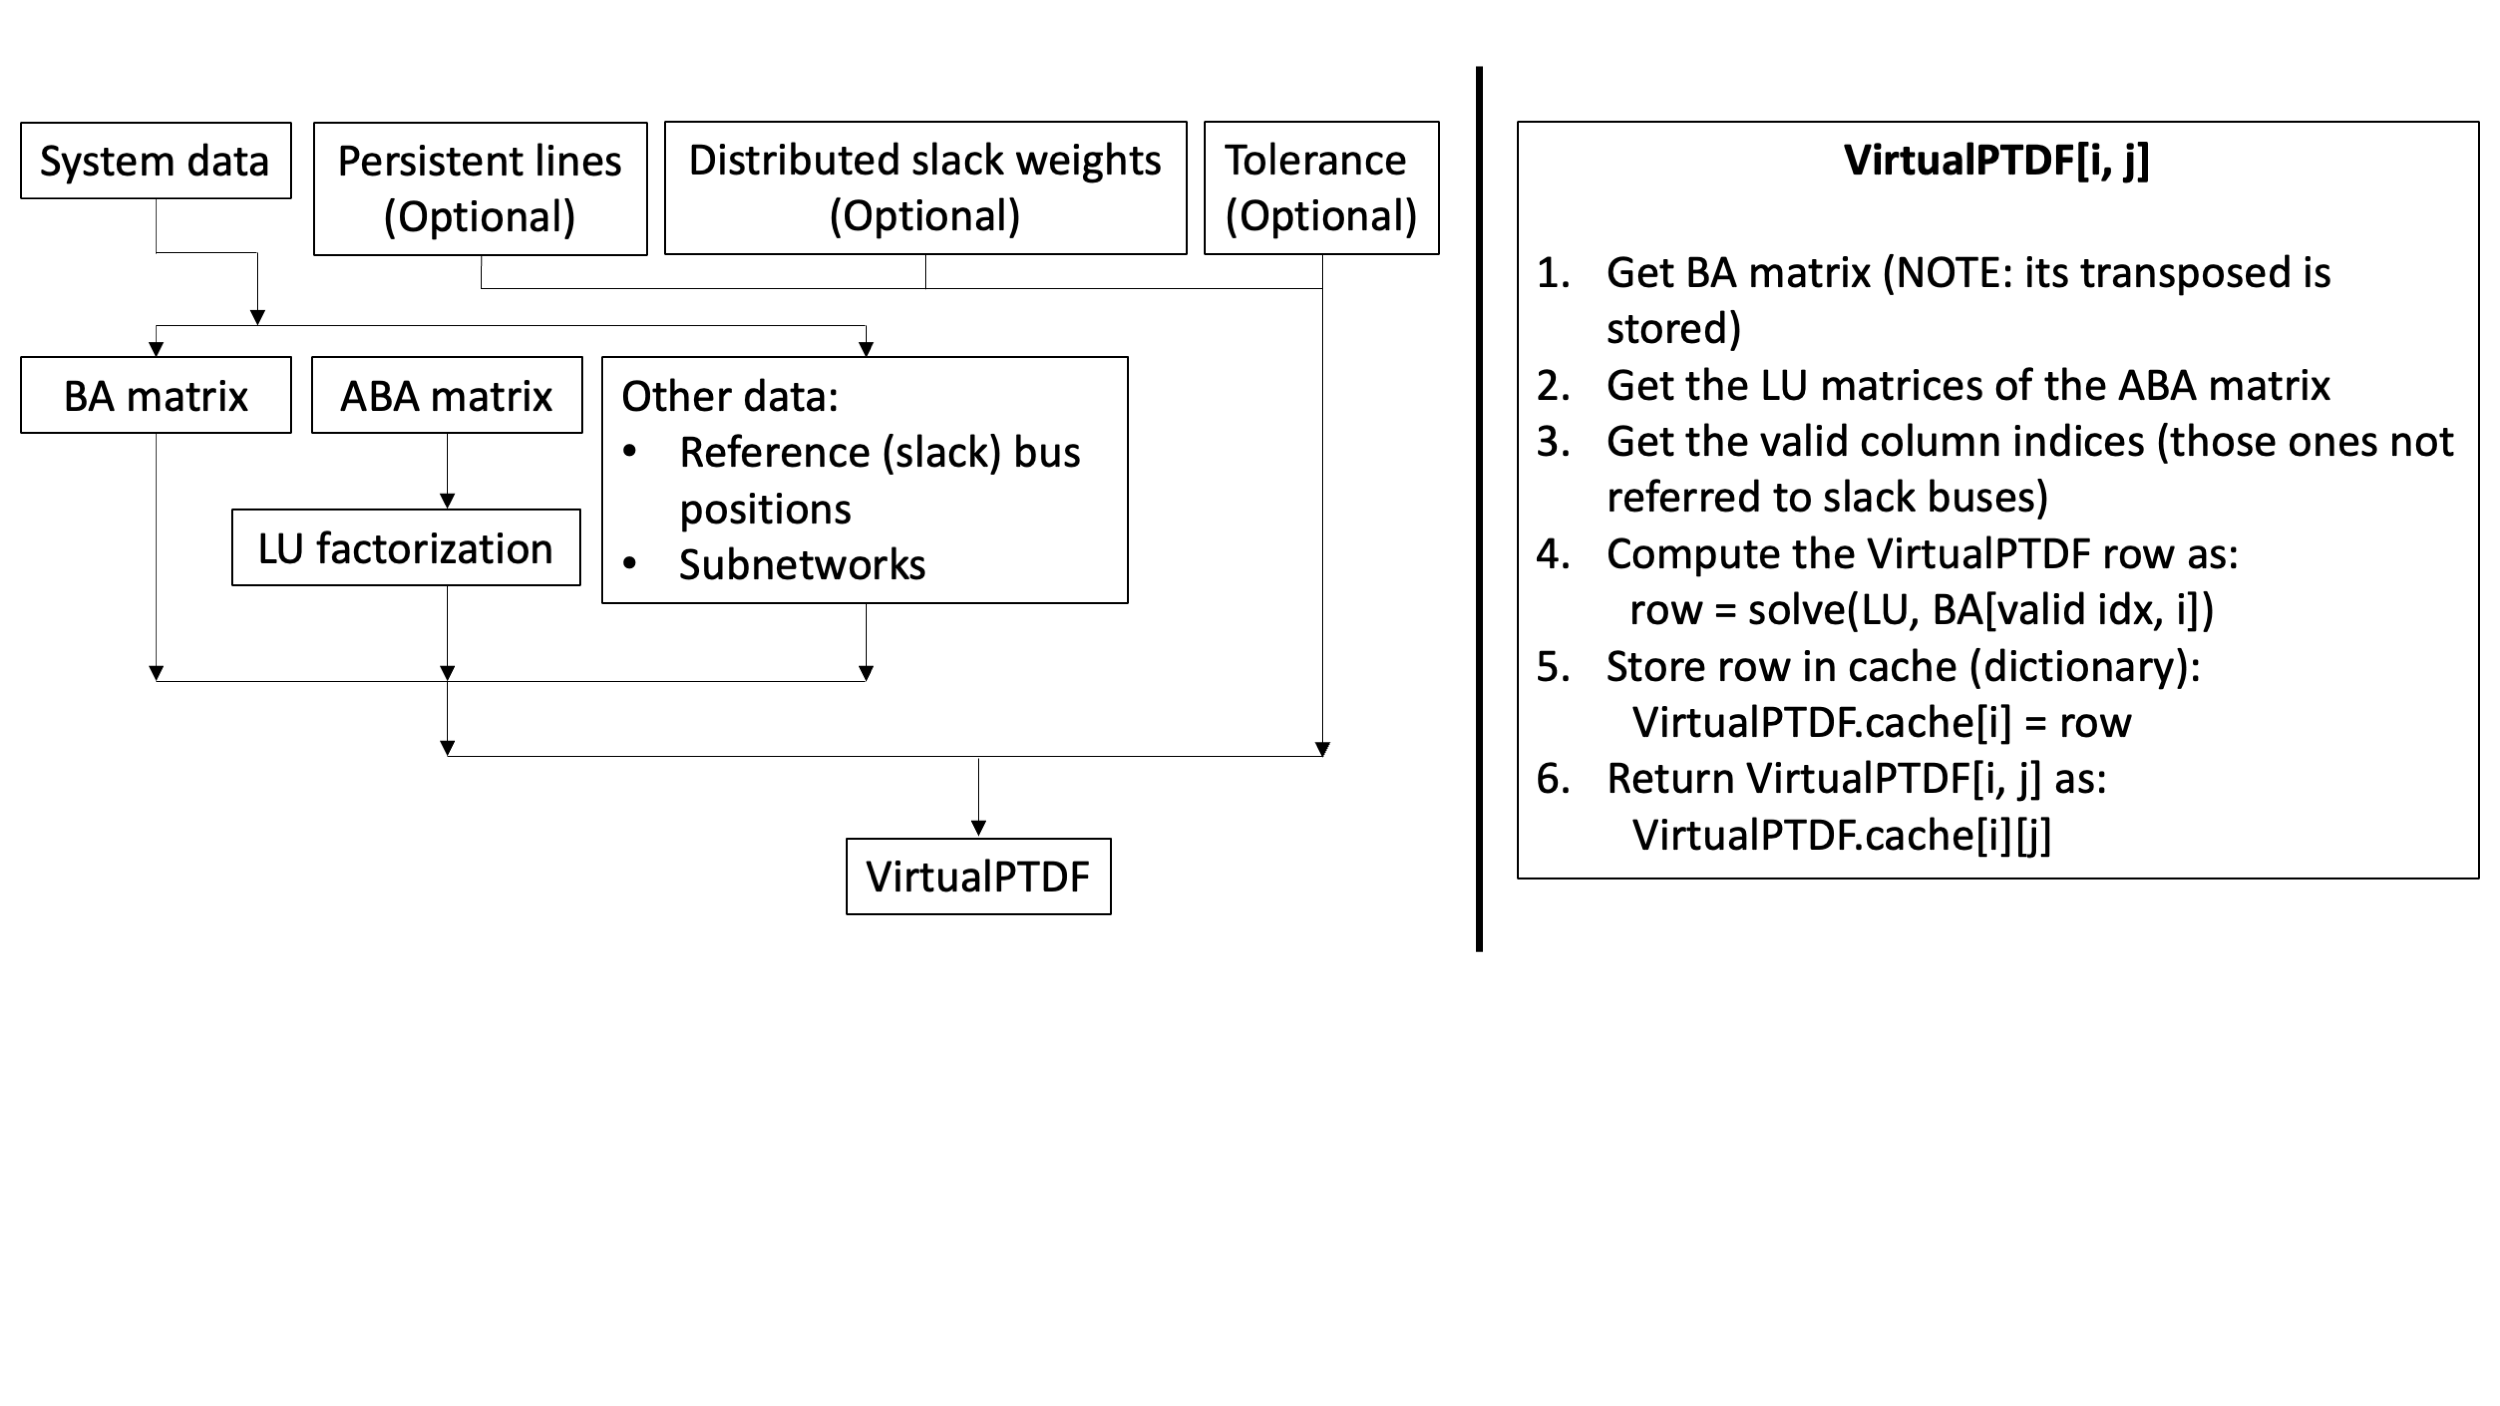 System data
Persistent lines
(Optional)
Distributed slack weights
(Optional)
Tolerance
(Optional)
BA matrix
ABA matrix
Other data:
• Reference (slack) bus
positions
• Subnetworks
LU factorization
VirtualPTDF
VirtualPTDF[i, j]
1. Get BA matrix (NOTE: its transposed is
stored)
2. Get the LU matrices of the ABA matrix
3. Get the valid column indices (those ones not
referred to slack buses)
4. Compute the VirtualPTDF row as:
row = solve(LU, BA[valid idx, i])
5. Store row in cache (dictionary):
VirtualPTDF.cache[i] = row
6. Return VirtualPTDF[i, j] as:
VirtualPTDF.cache[i][j]